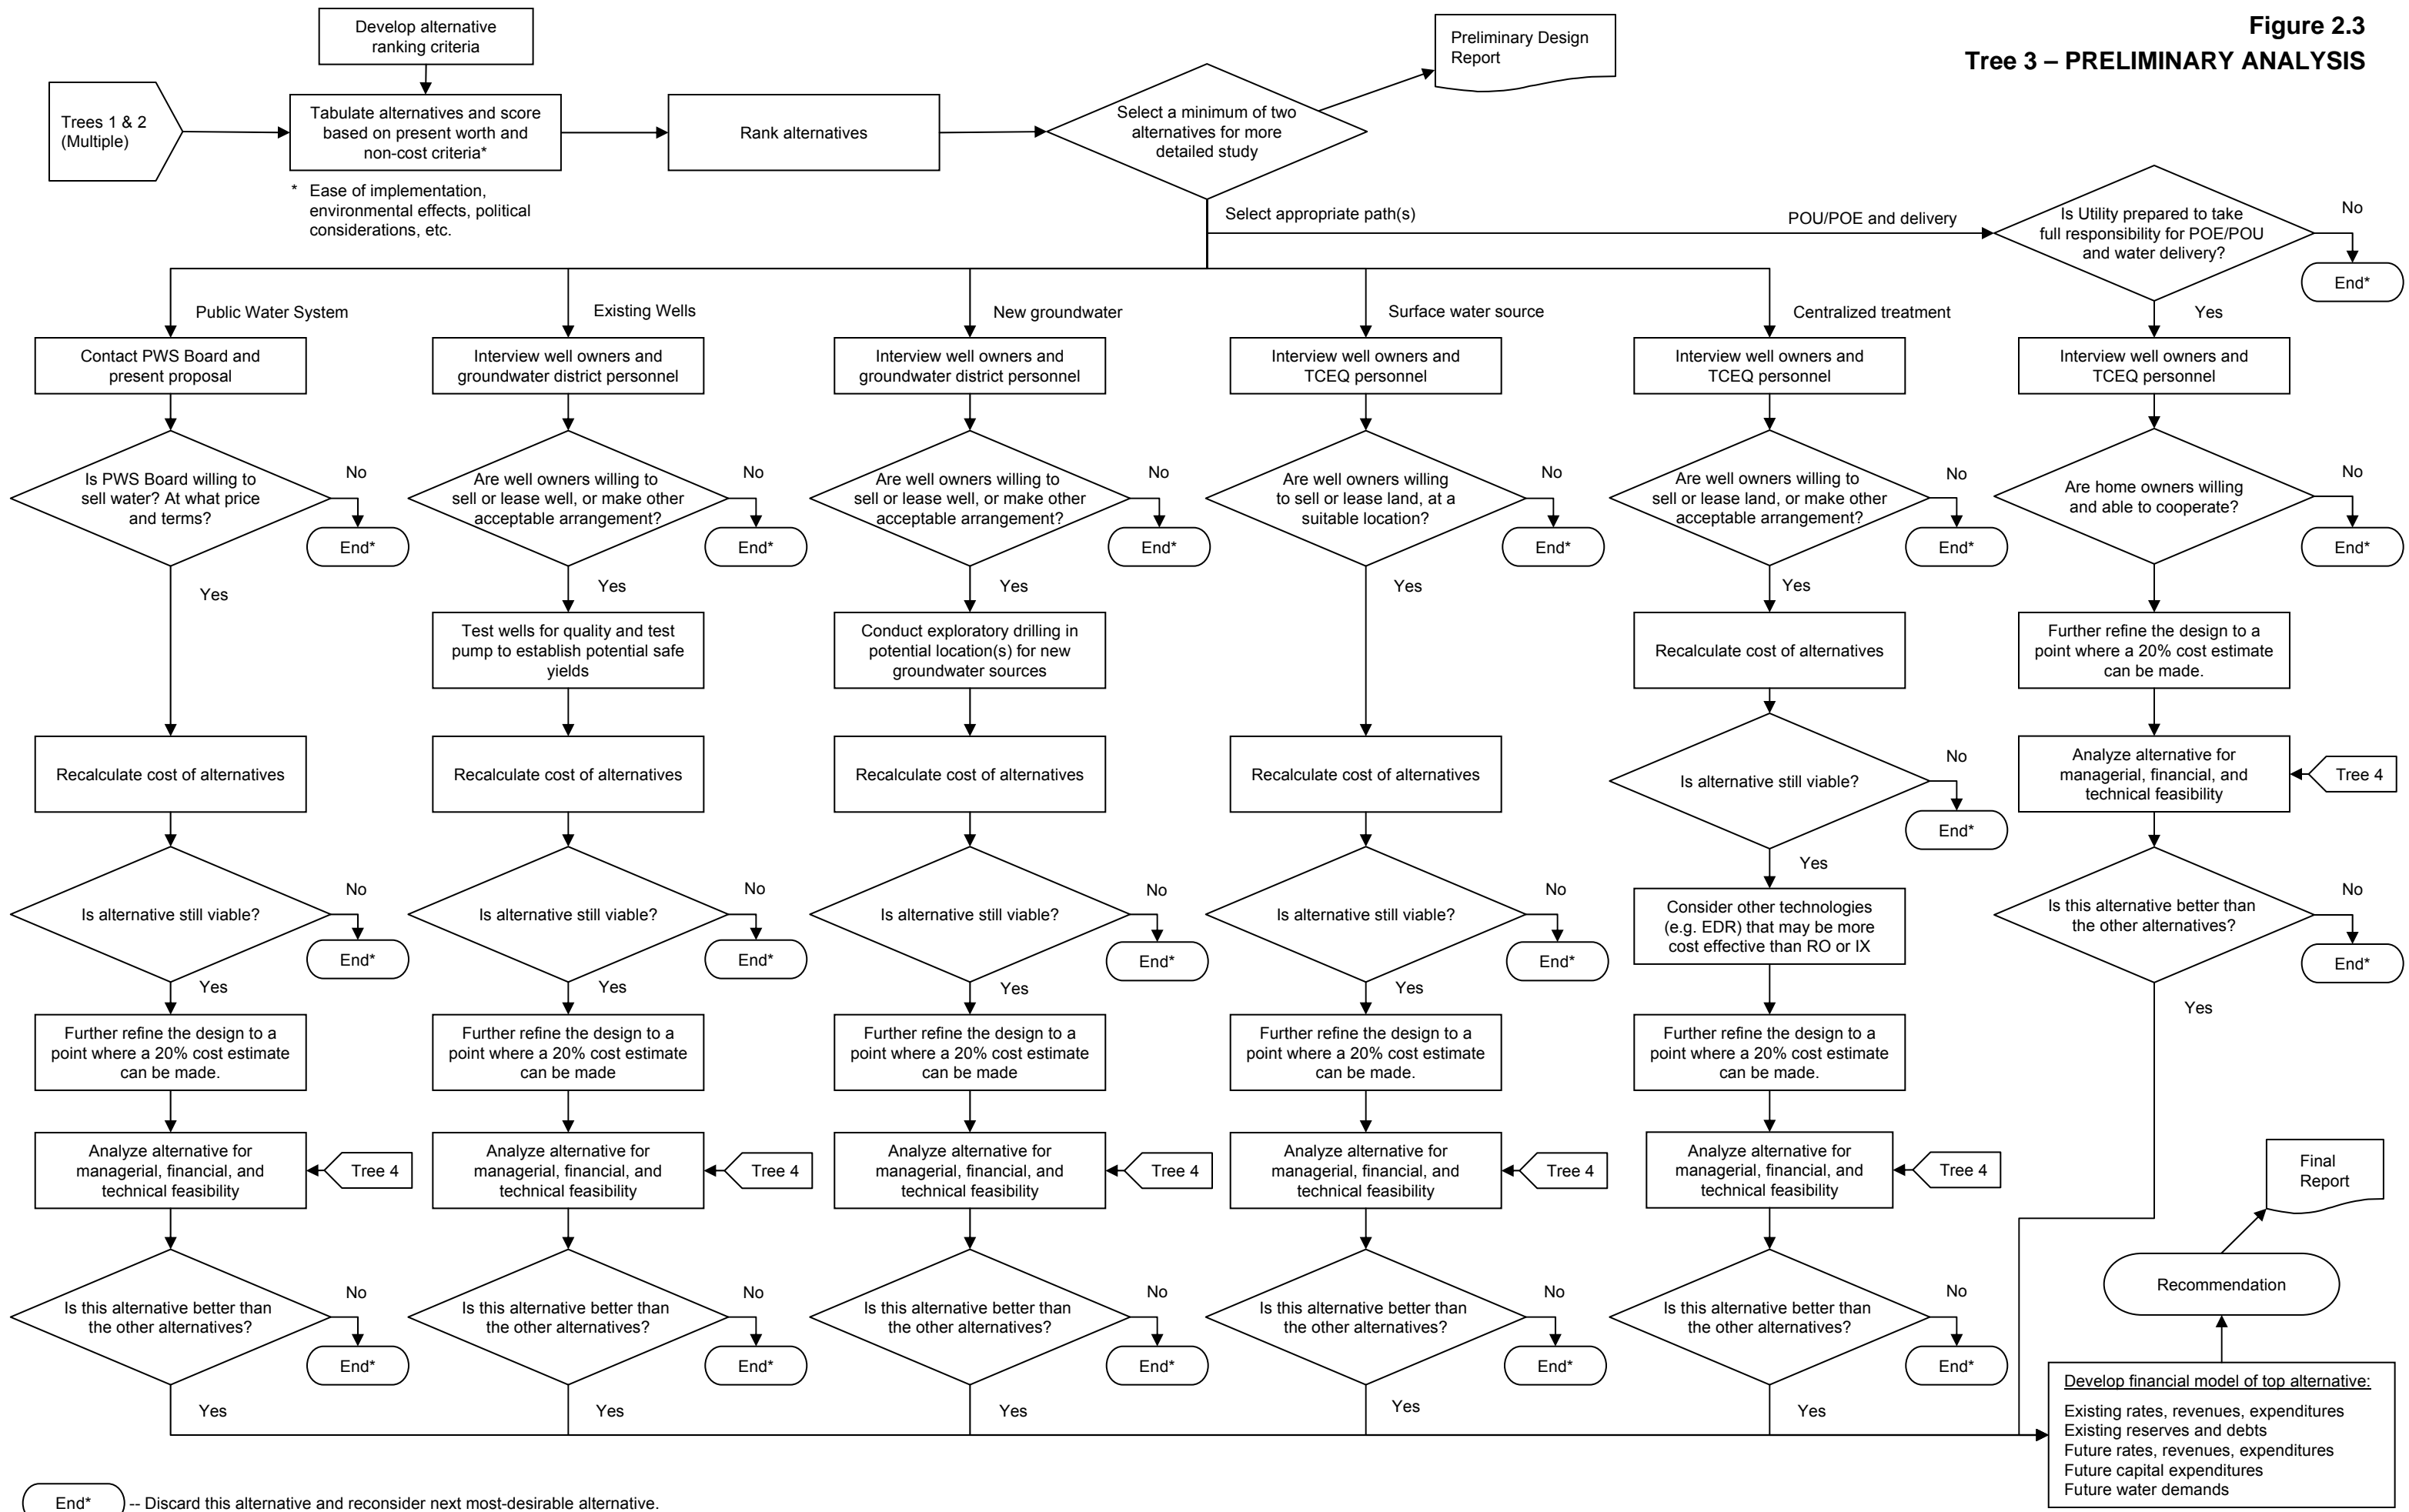 Figure 2.3
Tree 3 – PRELIMINARY ANALYSIS
Develop alternative
ranking criteria
Trees 1 & 2
(Multiple)
Tabulate alternatives and score
based on present worth and
non-cost criteria*
* Ease of implementation,
environmental effects, political
considerations, etc.
Rank alternatives
Select a minimum of two
alternatives for more
detailed study
Preliminary Design
Report
Select appropriate path(s)
POU/POE and delivery
Is Utility prepared to take
full responsibility for POE/POU
and water delivery?
No
End*
Yes
Public Water System
Contact PWS Board and
present proposal
Is PWS Board willing to
sell water? At what price
and terms?
No
End*
Yes
Recalculate cost of alternatives
Is alternative still viable?
No
End*
Yes
Further refine the design to a
point where a 20% cost estimate
can be made.
Analyze alternative for
managerial, financial, and
technical feasibility
Tree 4
Is this alternative better than
the other alternatives?
No
End*
Yes
Existing Wells
Interview well owners and
groundwater district personnel
Are well owners willing to
sell or lease well, or make other
acceptable arrangement?
No
End*
Yes
Test wells for quality and test
pump to establish potential safe
yields
Recalculate cost of alternatives
Is alternative still viable?
No
End*
Yes
Further refine the design to a
point where a 20% cost estimate
can be made
Analyze alternative for
managerial, financial, and
technical feasibility
Tree 4
Is this alternative better than
the other alternatives?
No
End*
Yes
New groundwater
Interview well owners and
groundwater district personnel
Are well owners willing to
sell or lease well, or make other
acceptable arrangement?
No
End*
Yes
Conduct exploratory drilling in
potential location(s) for new
groundwater sources
Recalculate cost of alternatives
Is alternative still viable?
No
End*
Yes
Further refine the design to a
point where a 20% cost estimate
can be made
Analyze alternative for
managerial, financial, and
technical feasibility
Tree 4
Is this alternative better than
the other alternatives?
No
End*
Yes
Surface water source
Interview well owners and
TCEQ personnel
Are well owners willing
to sell or lease land, at a
suitable location?
No
End*
Yes
Recalculate cost of alternatives
Is alternative still viable?
No
End*
Yes
Further refine the design to a
point where a 20% cost estimate
can be made.
Analyze alternative for
managerial, financial, and
technical feasibility
Tree 4
Is this alternative better than
the other alternatives?
No
End*
Yes
Centralized treatment
Interview well owners and
TCEQ personnel
Are well owners willing to
sell or lease land, or make other
acceptable arrangement?
No
End*
Yes
Recalculate cost of alternatives
Is alternative still viable?
No
End*
Yes
Consider other technologies
(e.g. EDR) that may be more
cost effective than RO or IX
Further refine the design to a
point where a 20% cost estimate
can be made.
Analyze alternative for
managerial, financial, and
technical feasibility
Tree 4
Is this alternative better than
the other alternatives?
No
End*
Yes
Interview well owners and
TCEQ personnel
Are home owners willing
and able to cooperate?
No
End*
Further refine the design to a
point where a 20% cost estimate
can be made.
Analyze alternative for
managerial, financial, and
technical feasibility
Tree 4
Is this alternative better than
the other alternatives?
No
End*
Yes
Final
Report
Recommendation
Develop financial model of top alternative:
Existing rates, revenues, expenditures
Existing reserves and debts
Future rates, revenues, expenditures
Future capital expenditures
Future water demands
End* -- Discard this alternative and reconsider next most-desirable alternative.